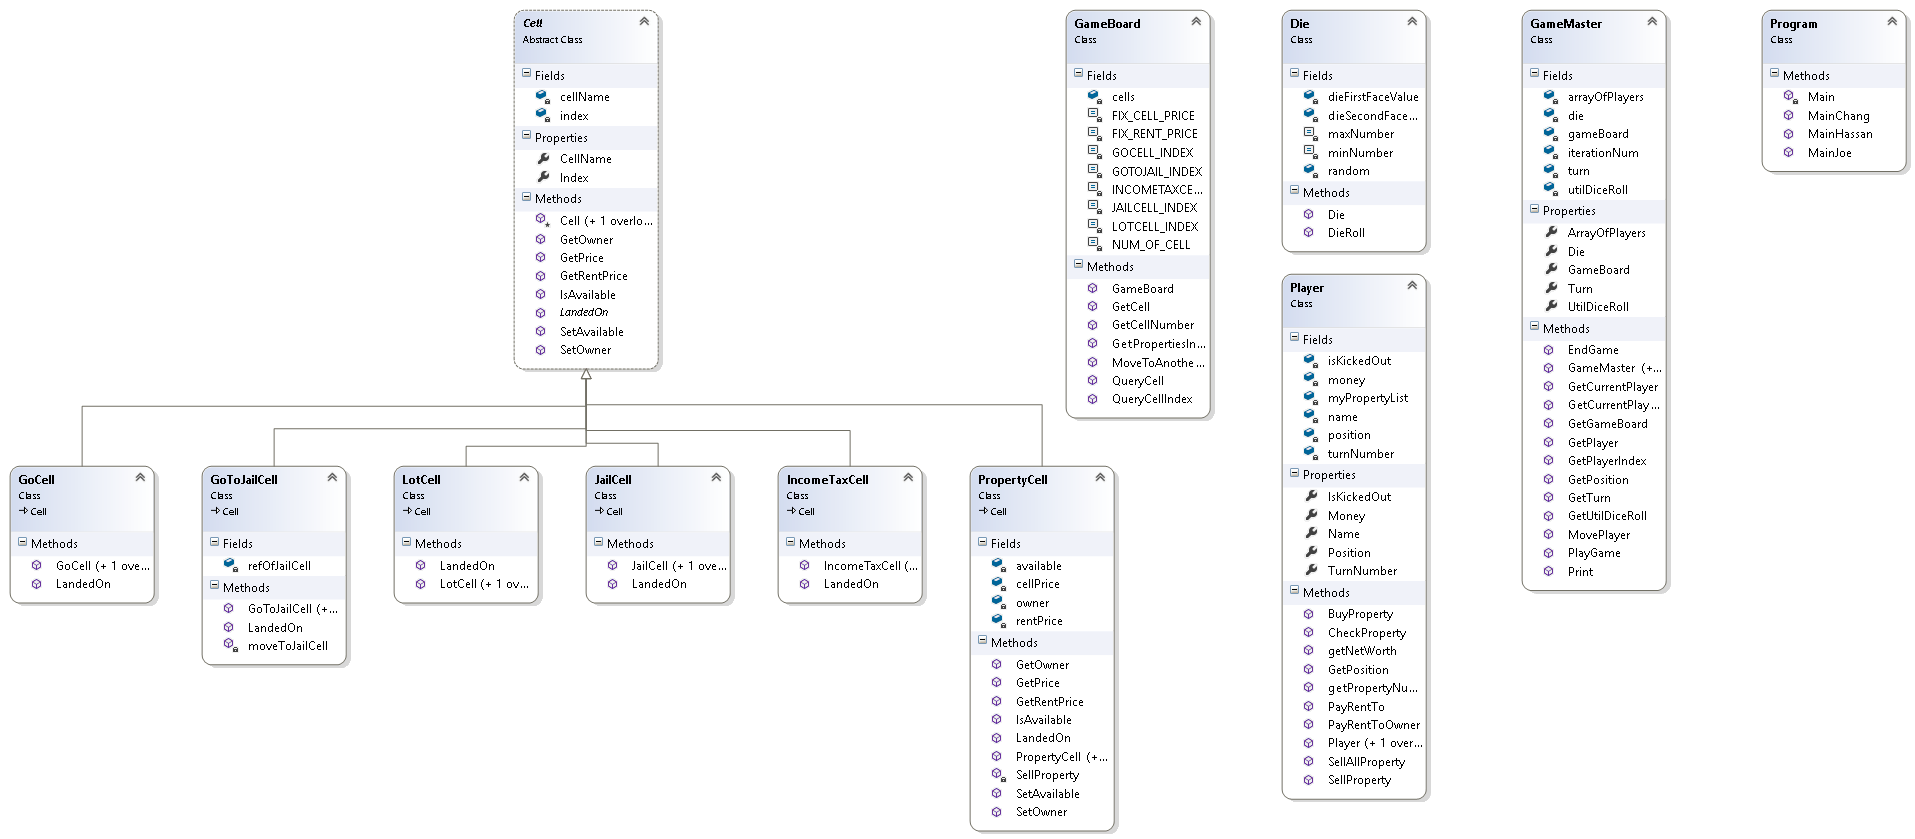 Cell
Abstract Class
Fields
cellName
index
Properties
CellName
Index
Methods
Cell (+ 1 overlo...
GetOwner
GetPrice
GetRentPrice
IsAvailable
LandedOn
SetAvailable
SetOwner
GameBoard
Class
Fields
cells
FIX_CELL_PRICE
FIX_RENT_PRICE
GOCELL_INDEX
GOTOJAIL_INDEX
INCOMETAXCE...
JAILCELL_INDEX
LOTCELL_INDEX
NUM_OF_CELL
Methods
GameBoard
GetCell
GetCellNumber
GetPropertiesIn...
MoveToAnothe...
QueryCell
QueryCellIndex
Die
Class
Fields
dieFirstFaceValue
dieSecondFace...
maxNumber
minNumber
random
Methods
Die
DieRoll
GameMaster
Class
Fields
arrayOfPlayers
die
gameBoard
iterationNum
turn
utilDiceRoll
Properties
ArrayOfPlayers
Die
GameBoard
Turn
UtilDiceRoll
Methods
EndGame
GameMaster (+...
GetCurrentPlayer
GetCurrentPlay...
GetGameBoard
GetPlayer
GetPlayerIndex
GetPosition
GetTurn
GetUtilDiceRoll
MovePlayer
PlayGame
Print
Program
Class
Methods
Main
MainChang
MainHassan
MainJoe
Player
Class
Fields
isKickedOut
money
myPropertyList
name
position
turnNumber
Properties
IsKickedOut
Money
Name
Position
TurnNumber
Methods
BuyProperty
CheckProperty
getNetWorth
GetPosition
getPropertyNu...
PayRentTo
PayRentToOwner
Player (+ 1 over...
SellAllProperty
SellProperty
GoCell
Class
Cell
Methods
GoCell (+ 1 ove...
LandedOn
GoToJailCell
Class
Cell
Fields
refOfJailCell
Methods
GoToJailCell (+...
LandedOn
moveToJailCell
LotCell
Class
Cell
Methods
LandedOn
LotCell (+ 1 ov...
JailCell
Class
Cell
Methods
JailCell (+ 1 ove...
LandedOn
IncomeTaxCell
Class
Cell
Methods
IncomeTaxCell (...
LandedOn
PropertyCell
Class
Cell
Fields
available
cellPrice
owner
rentPrice
Methods
GetOwner
GetPrice
GetRentPrice
IsAvailable
LandedOn
PropertyCell (+...
SellProperty
SetAvailable
SetOwner